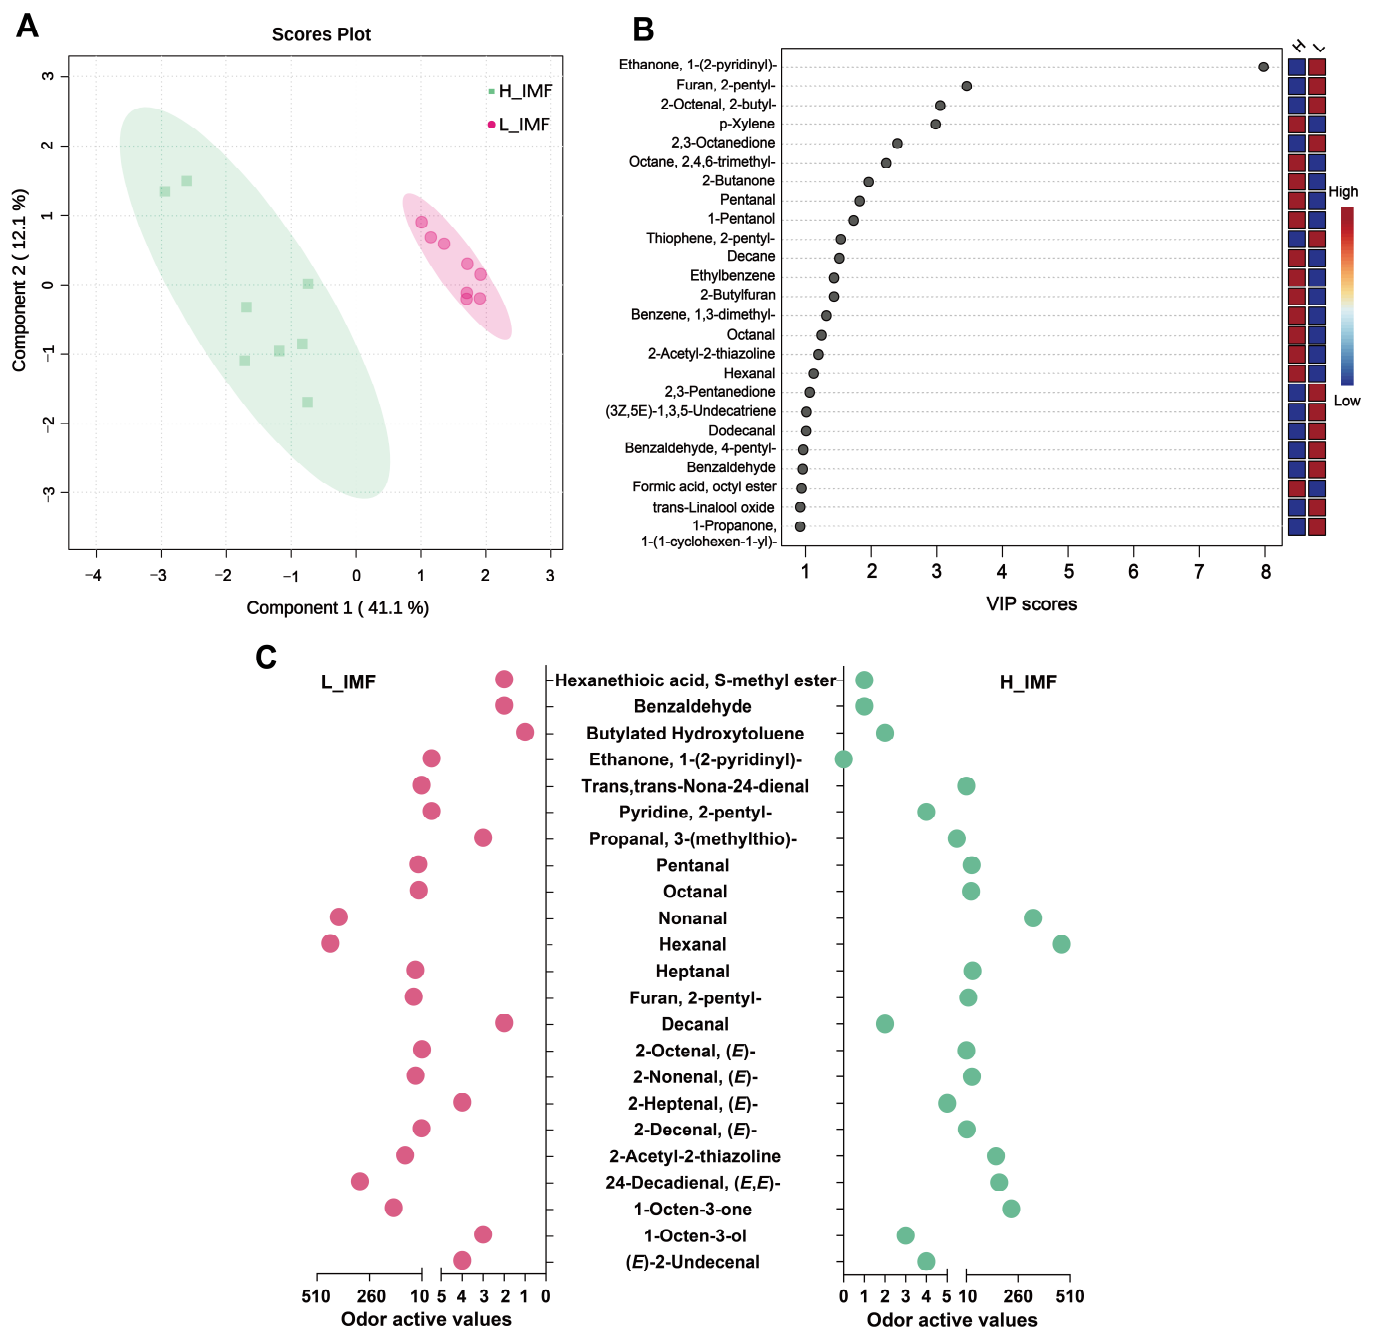 A
Scores Plot
H_IMF
L_IMF
3
2
1
0
−1
−2
−3
Component 2 ( 12.1 %)
−4 −3 −2 −1 0 1 2 3
Component 1 ( 41.1 %)
B
H L
Ethanone, 1-(2-pyridinyl)-
Furan, 2-pentyl-
2-Octenal, 2-butyl-
p-Xylene
2,3-Octanedione
Octane, 2,4,6-trimethyl-
2-Butanone
Pentanal
1-Pentanol
Thiophene, 2-pentyl-
Decane
Ethylbenzene
2-Butylfuran
Benzene, 1,3-dimethyl-
Octanal
2-Acetyl-2-thiazoline
Hexanal
2,3-Pentanedione
(3Z,5E)-1,3,5-Undecatriene
Dodecanal
Benzaldehyde, 4-pentyl-
Benzaldehyde
Formic acid, octyl ester
trans-Linalool oxide
1-Propanone,
1-(1-cyclohexen-1-yl)-
1 2 3 4 5 6 7 8
VIP scores
High
Low
C
L_IMF
H_IMF
Hexanethioic acid, S-methyl ester
Benzaldehyde
Butylated Hydroxytoluene
Ethanone, 1-(2-pyridinyl)-
Trans,trans-Nona-24-dienal
Pyridine, 2-pentyl-
Propanal, 3-(methylthio)-
Pentanal
Octanal
Nonanal
Hexanal
Heptanal
Furan, 2-pentyl-
Decanal
2-Octenal, (E)-
2-Nonenal, (E)-
2-Heptenal, (E)-
2-Decenal, (E)-
2-Acetyl-2-thiazoline
24-Decadienal, (E,E)-
1-Octen-3-one
1-Octen-3-ol
(E)-2-Undecenal
510 260 10 5 4 3 2 1 0
Odor active values
0 1 2 3 4 5 10 260 510
Odor active values